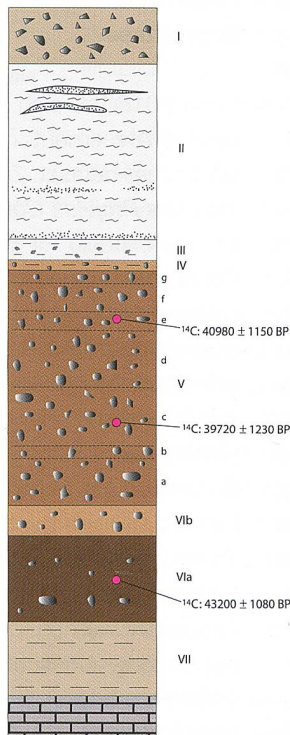 I
II
III
IV
g
f
e
¹⁴C: 40980 ± 1150 BP
d
V
c
¹⁴C: 39720 ± 1230 BP
b
a
VIb
VIa
¹⁴C: 43200 ± 1080 BP
VII